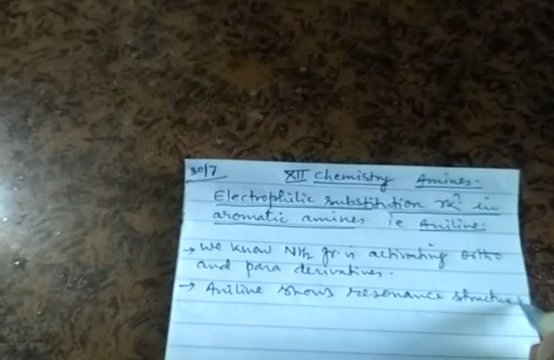 30/7
XII Chemistry Amines.
Electrophilic substitution rxn in
aromatic amines ie Aniline.
→ We know NH2 gr. is activating ortho
and para derivatives.
→ Aniline shows resonance structure